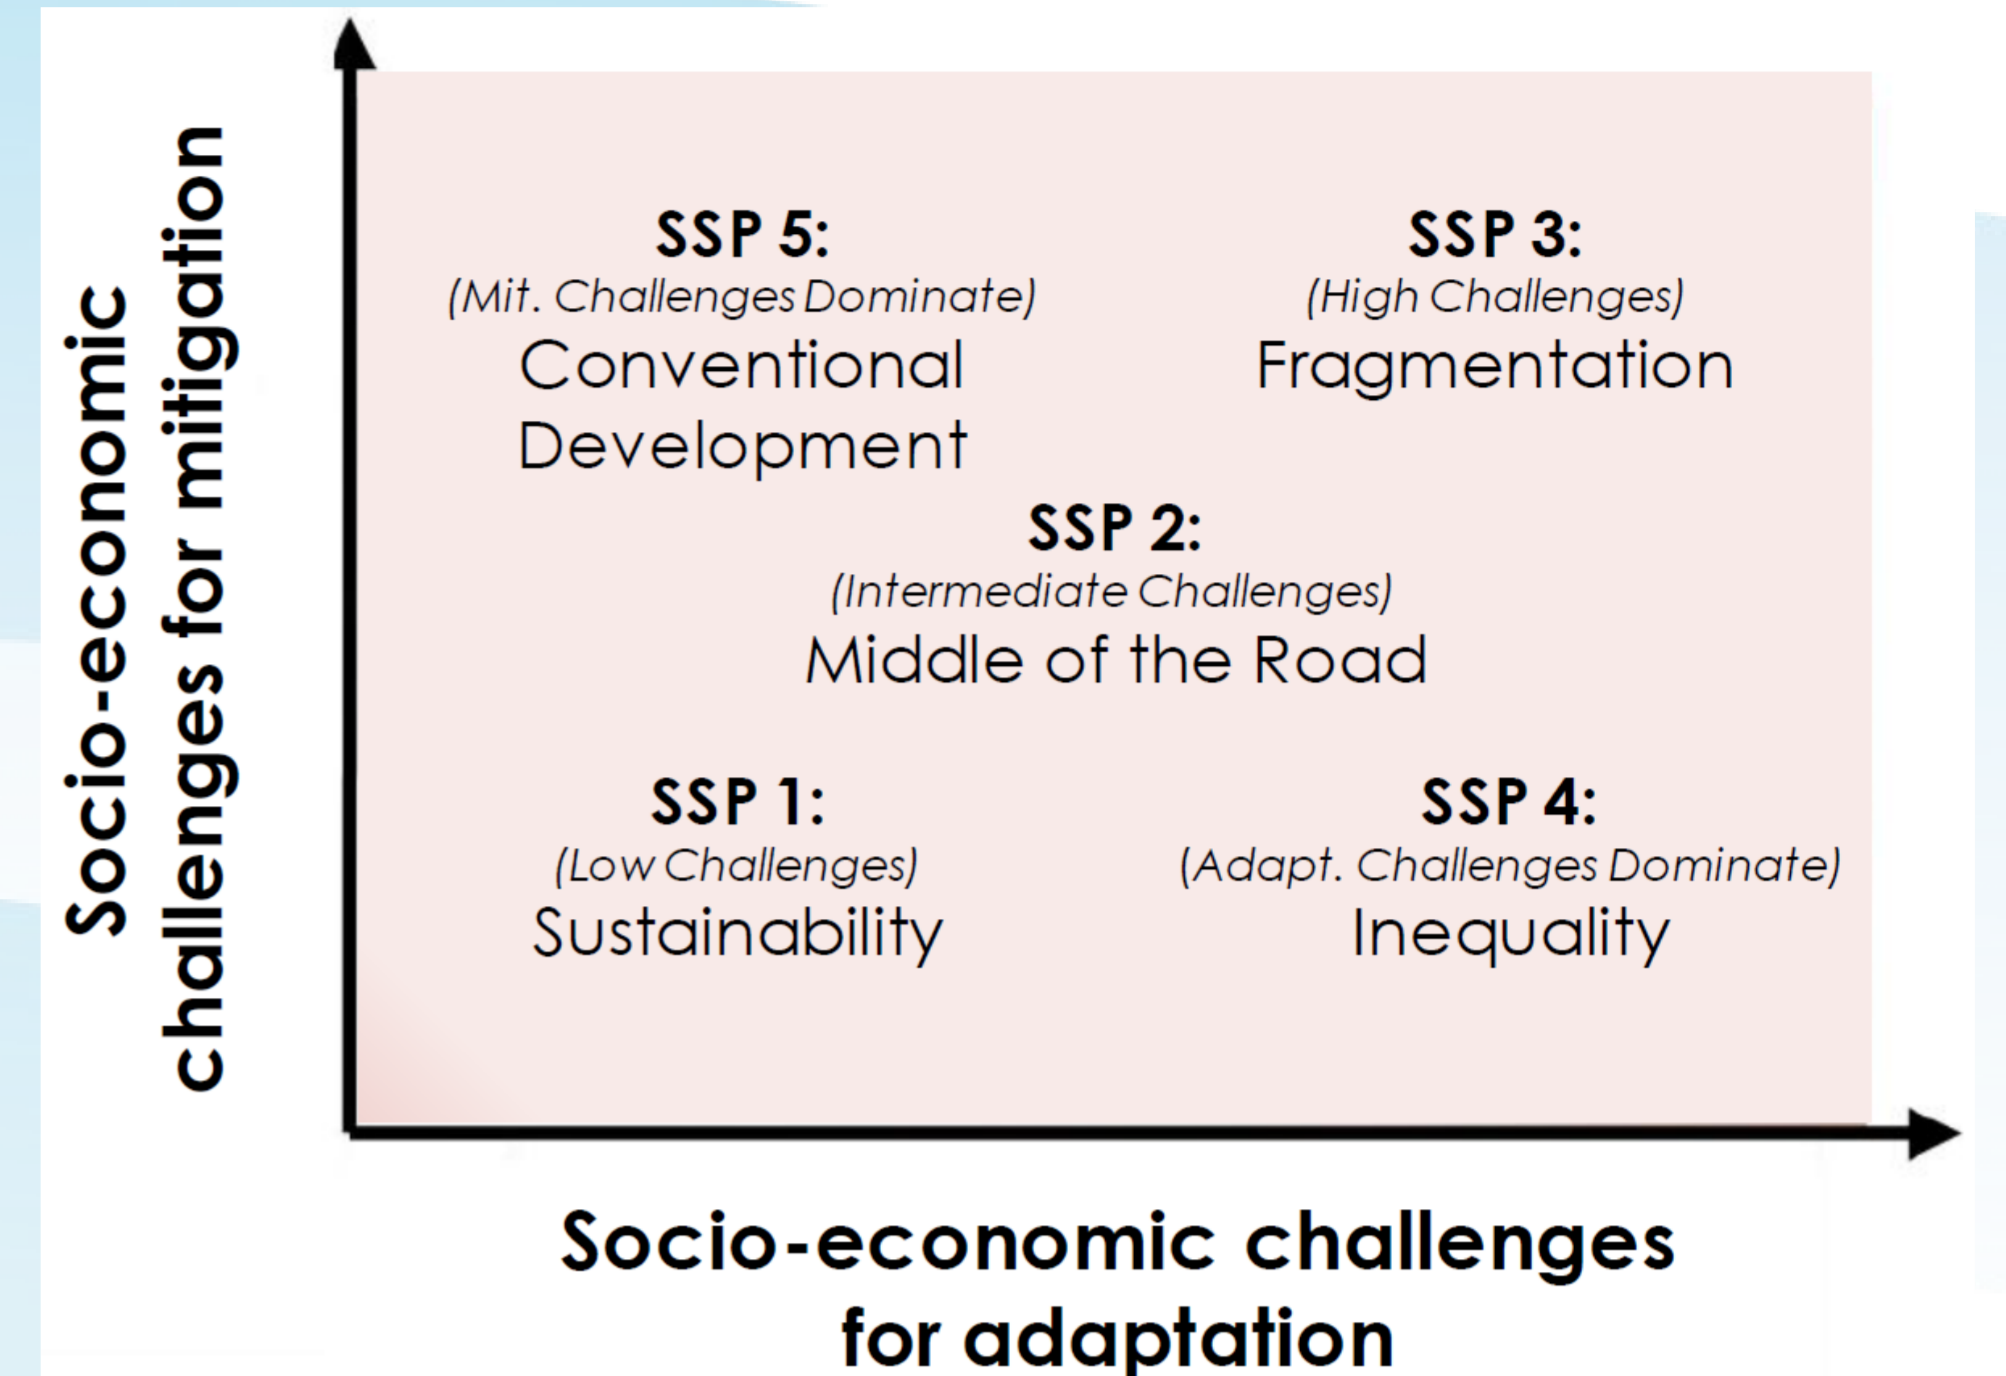 Socio-economic
challenges for mitigation
SSP 5:
(Mit. Challenges Dominate)
Conventional
Development
SSP 3:
(High Challenges)
Fragmentation
SSP 2:
(Intermediate Challenges)
Middle of the Road
SSP 1:
(Low Challenges)
Sustainability
SSP 4:
(Adapt. Challenges Dominate)
Inequality
Socio-economic challenges
for adaptation